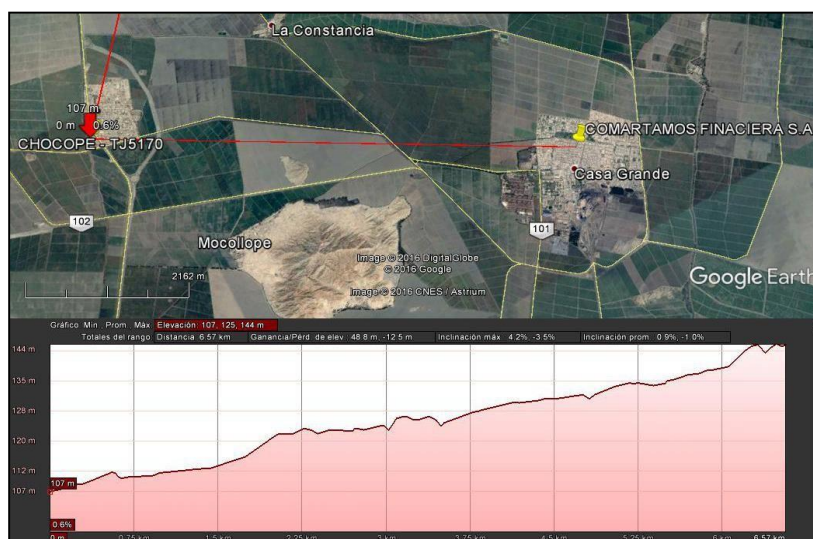 La Constancia
107 m
0 m 0.6%
CHOCOPE - TJ5170
COMARTAMOS FINACIERA S.A
Casa Grande
102
101
Mocollope
Image © 2016 DigitalGlobe
© 2016 Google
Image © 2016 CNES / Astrium
2162 m
Google Earth
Gráfico Min., Prom., Máx. Elevación: 107, 125, 144 m
Totales del rango: Distancia: 6.57 km Ganancia/Pérd. de elev.: 48.8 m, -12.5 m Inclinación máx.: 4.2%, -3.5% Inclinación prom.: 0.9%, -1.0%
144 m
135 m
128 m
120 m
112 m
107 m
107 m
0.6%
0 m 0.75 km 1.5 km 2.25 km 3 km 3.75 km 4.5 km 5.25 km 6 km 6.57 km